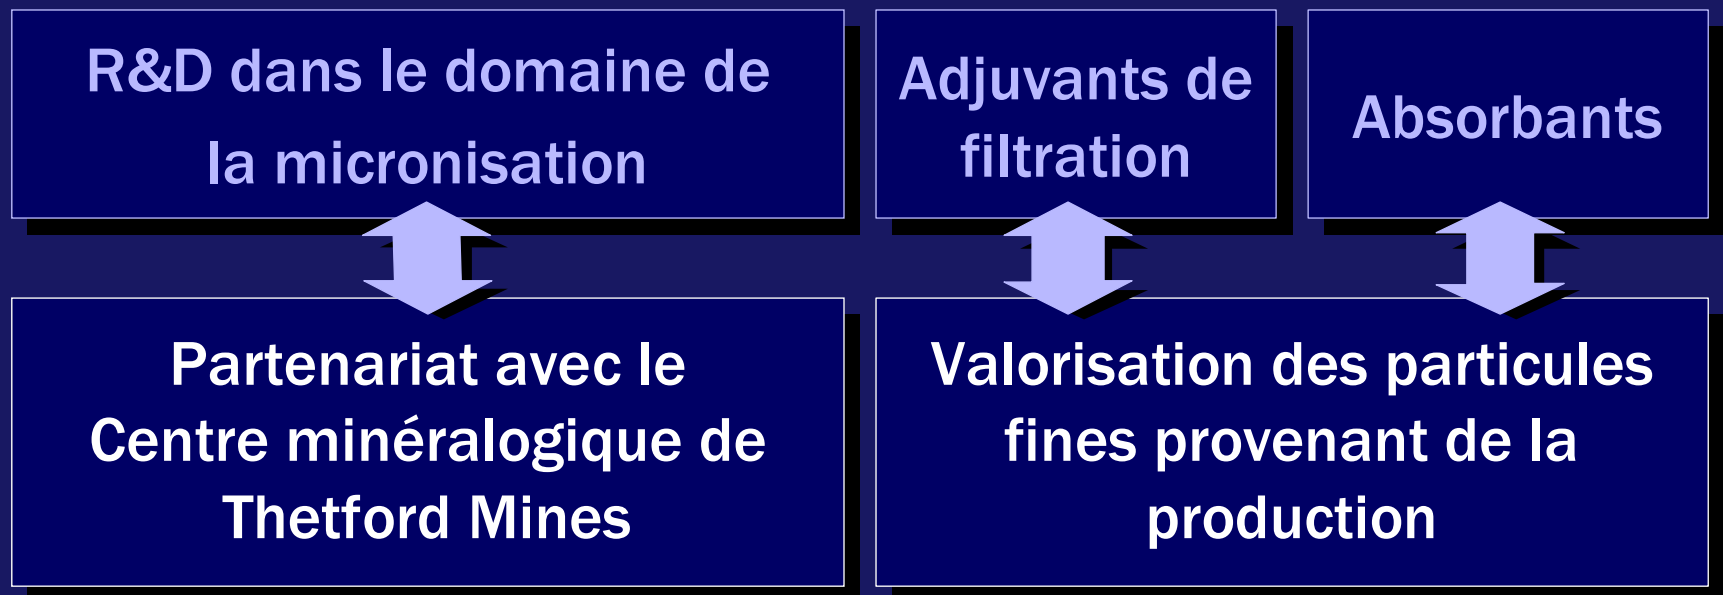 R&D dans le domaine de
la micronisation
Adjuvants de
filtration
Absorbants
Partenariat avec le
Centre minéralogique de
Thetford Mines
Valorisation des particules
fines provenant de la
production